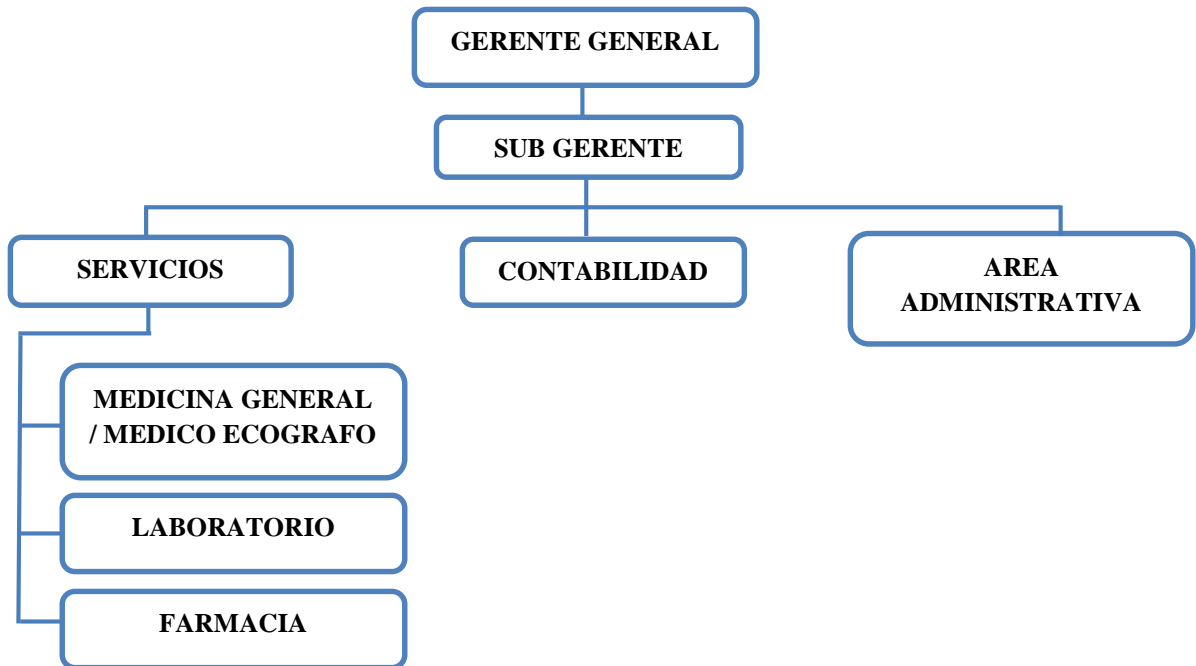 GERENTE GENERAL
SUB GERENTE
SERVICIOS
CONTABILIDAD
AREA
ADMINISTRATIVA
MEDICINA GENERAL
/ MEDICO ECOGRAFO
LABORATORIO
FARMACIA